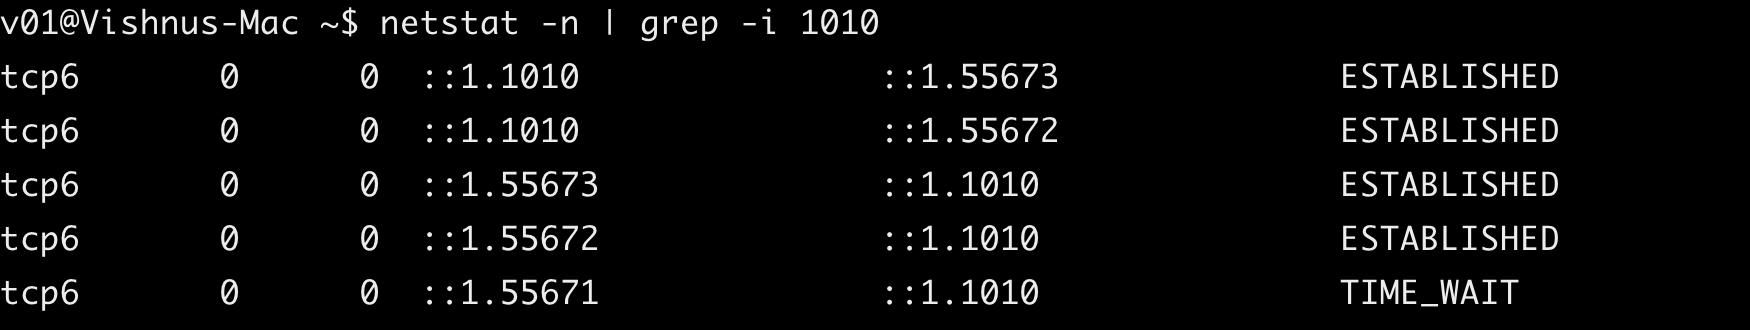 v01@Vishnus-Mac ~$ netstat -n | grep -i 1010
tcp6       0      0  ::1.1010               ::1.55673              ESTABLISHED
tcp6       0      0  ::1.1010               ::1.55672              ESTABLISHED
tcp6       0      0  ::1.55673              ::1.1010               ESTABLISHED
tcp6       0      0  ::1.55672              ::1.1010               ESTABLISHED
tcp6       0      0  ::1.55671              ::1.1010               TIME_WAIT